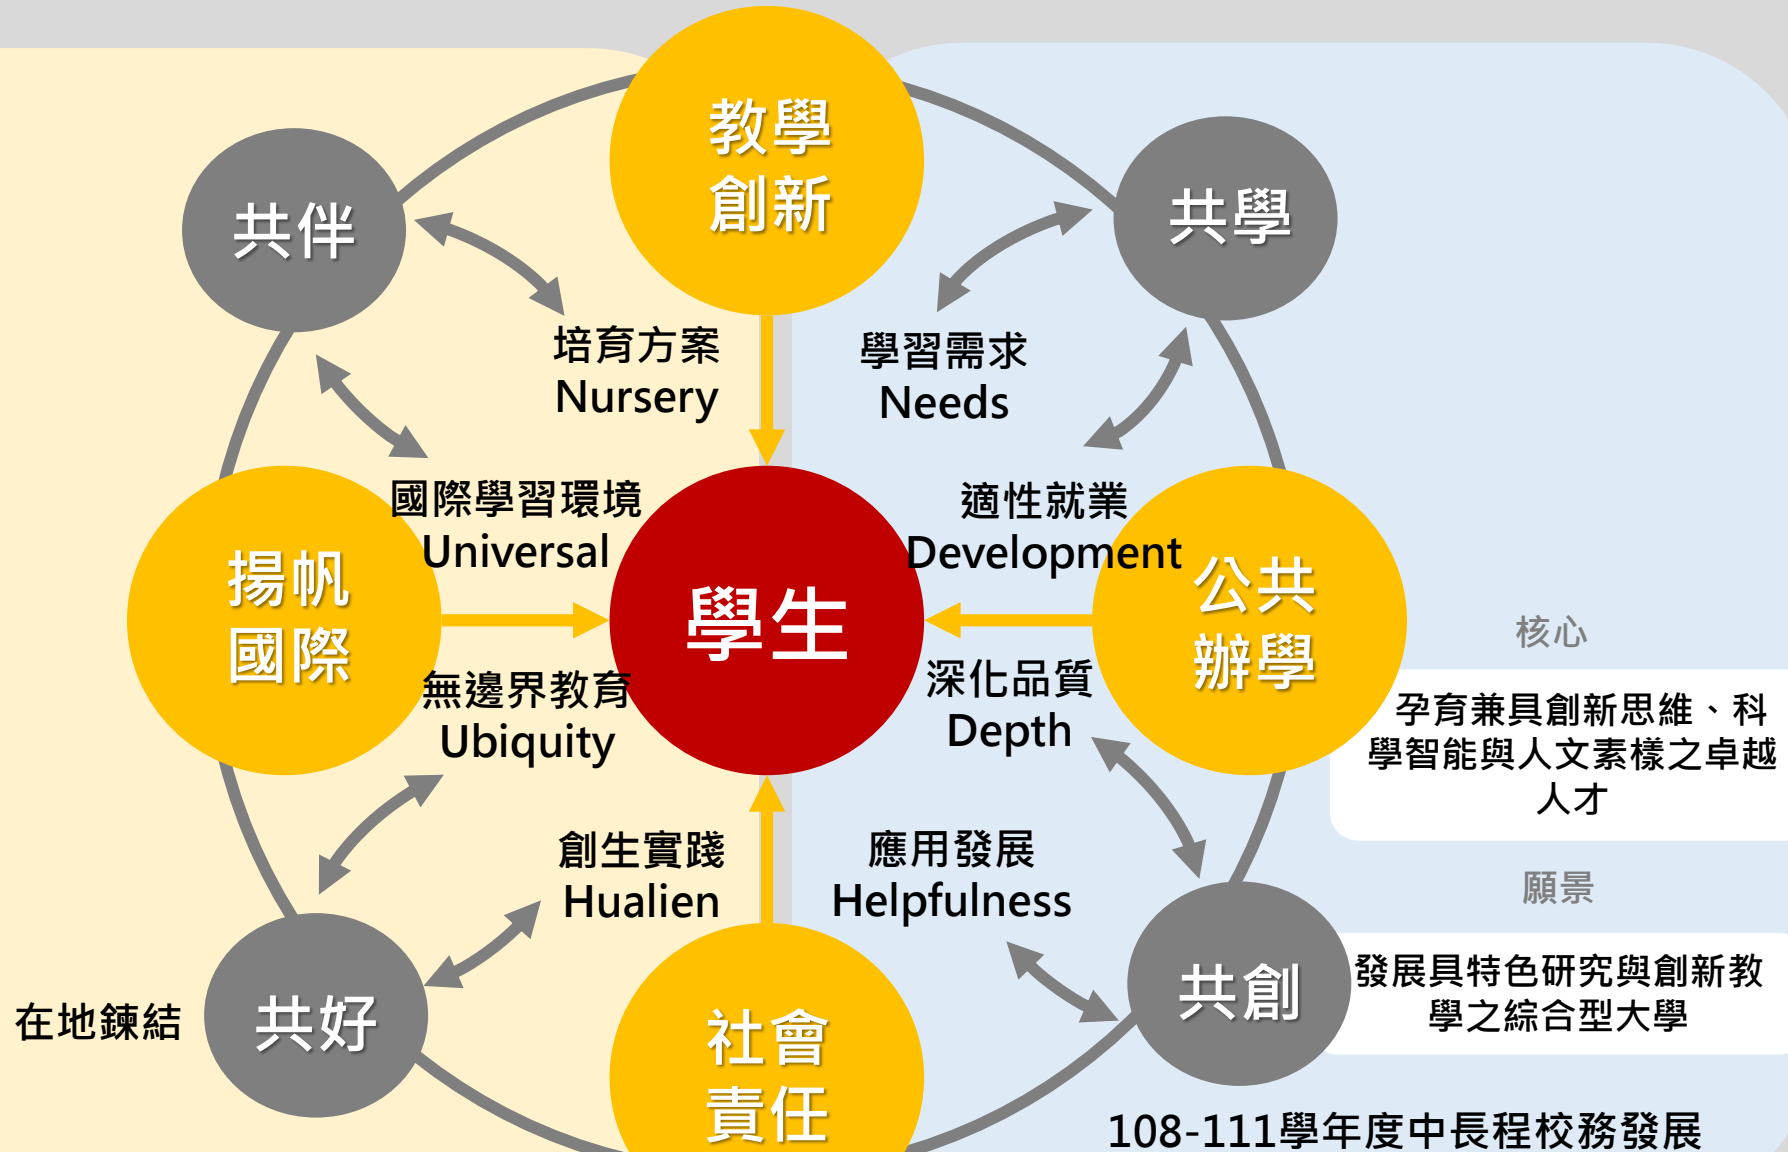 教學
創新
共伴
共學
培育方案
Nursery
學習需求
Needs
國際學習環境
Universal
適性就業
Development
揚帆
國際
學生
公共
辦學
無邊界教育
Ubiquity
深化品質
Depth
核心
孕育兼具創新思維、科
學智能與人文素樣之卓越
人才
創生實踐
Hualien
應用發展
Helpfulness
願景
發展具特色研究與創新教
學之綜合型大學
在地鍊結
共好
社會
責任
共創
108-111學年度中長程校務發展